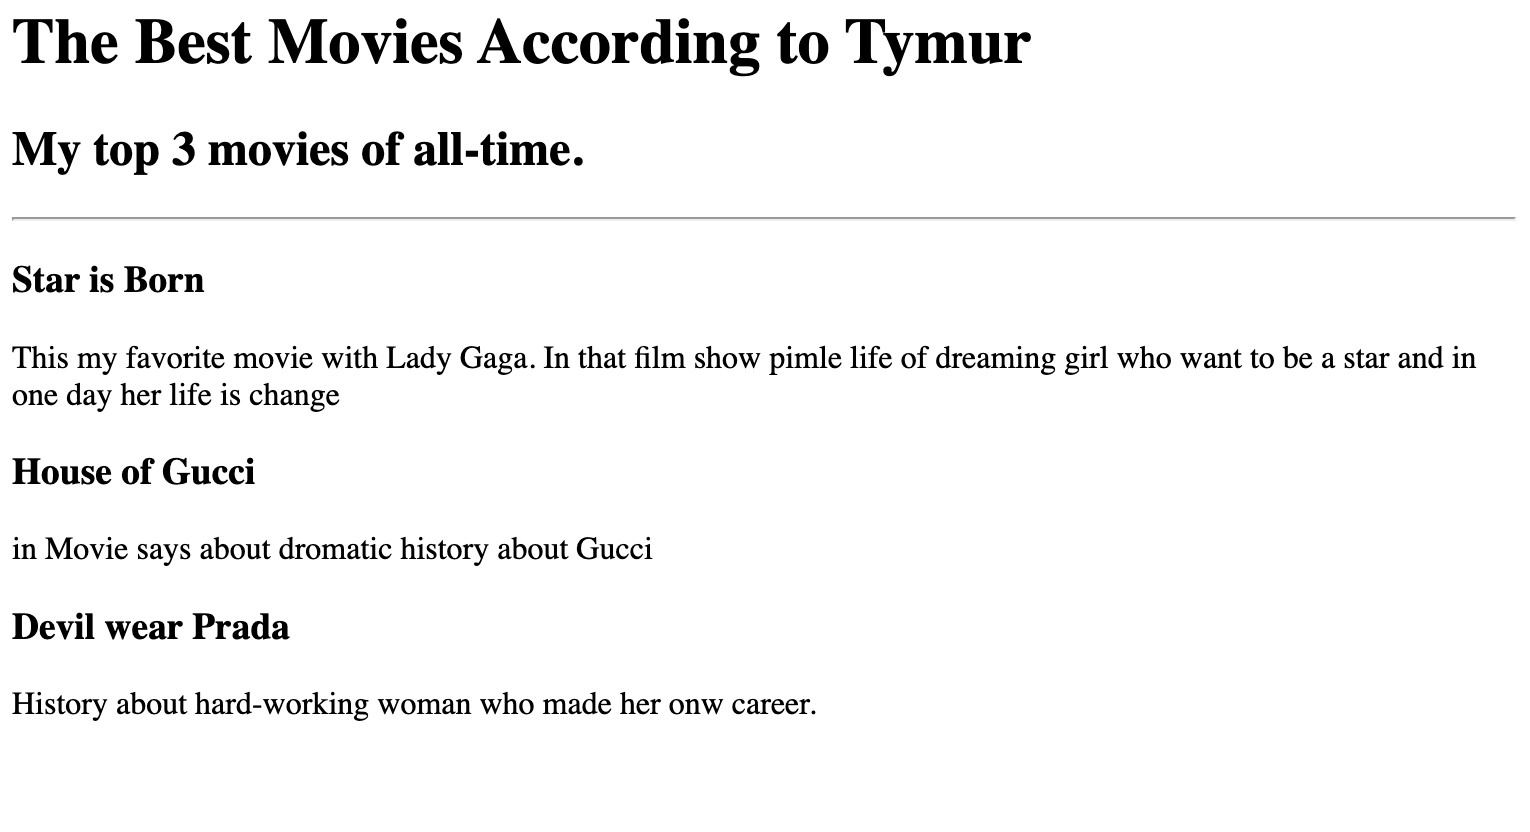 The Best Movies According to Tymur
My top 3 movies of all-time.
Star is Born
This my favorite movie with Lady Gaga. In that film show pimle life of dreaming girl who want to be a star and in
one day her life is change
House of Gucci
in Movie says about dromatic history about Gucci
Devil wear Prada
History about hard-working woman who made her onw career.